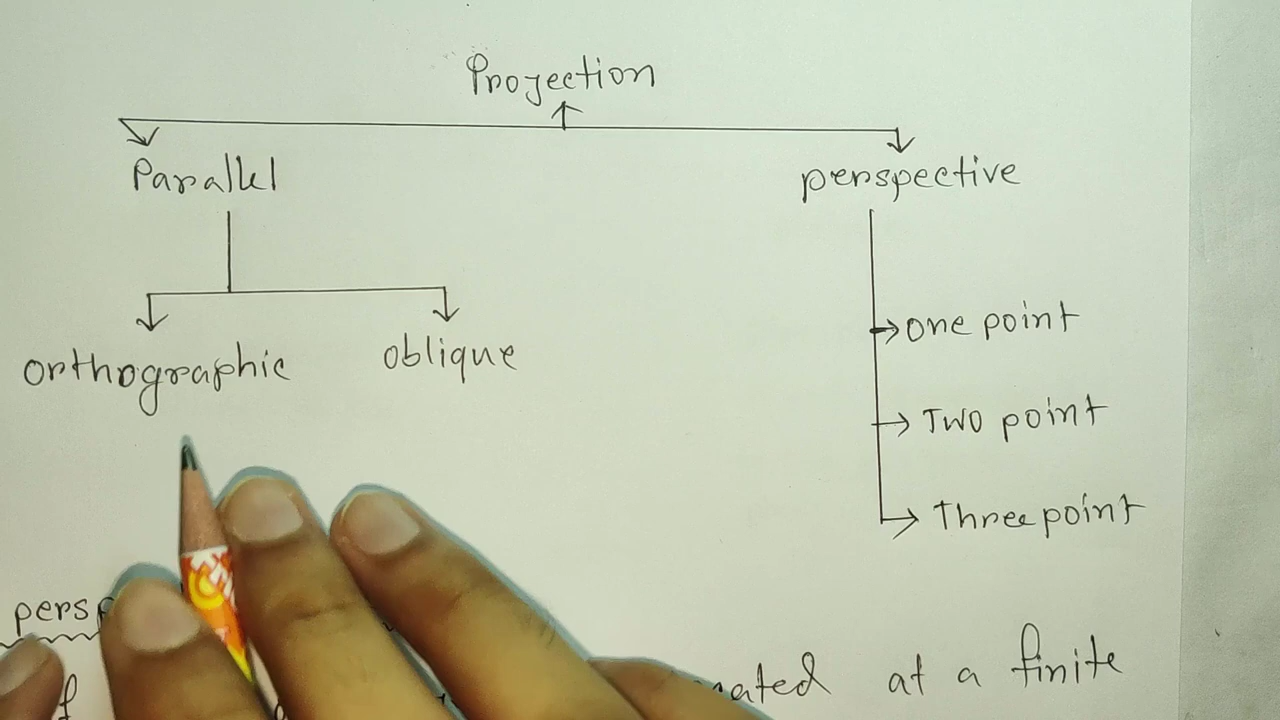 Projection
Parallel perspective
orthographic oblique
one point
Two point
Three point
at a finite